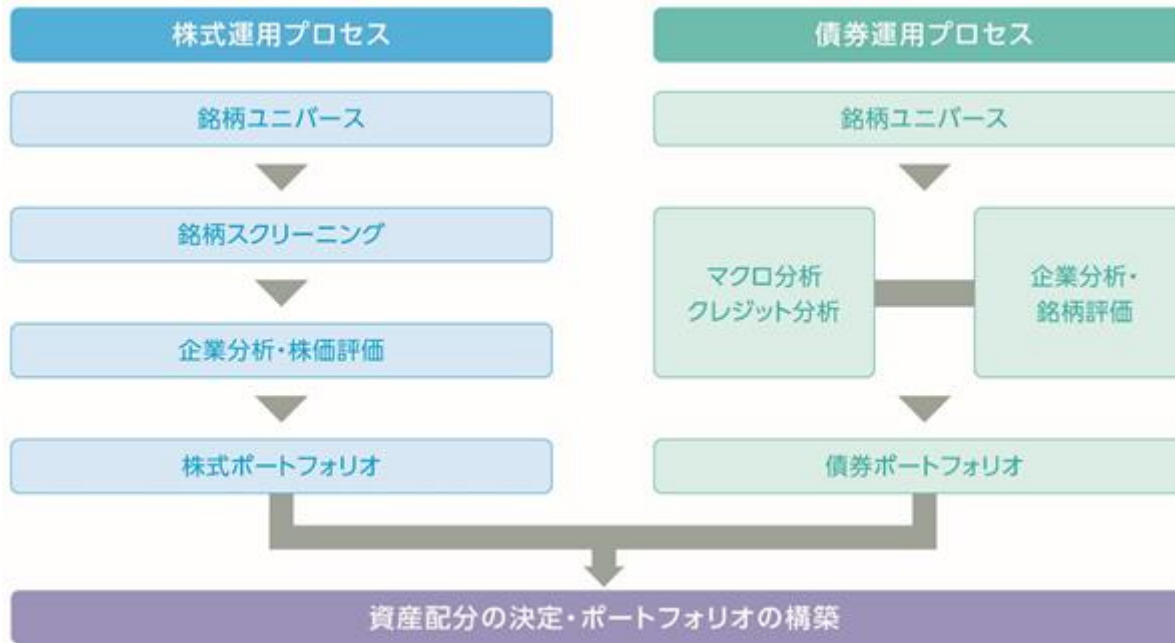 株式運用プロセス
銘柄ユニバース
銘柄スクリーニング
企業分析・株価評価
株式ポートフォリオ
債券運用プロセス
銘柄ユニバース
マクロ分析
クレジット分析
企業分析・
銘柄評価
債券ポートフォリオ
資産配分の決定・ポートフォリオの構築